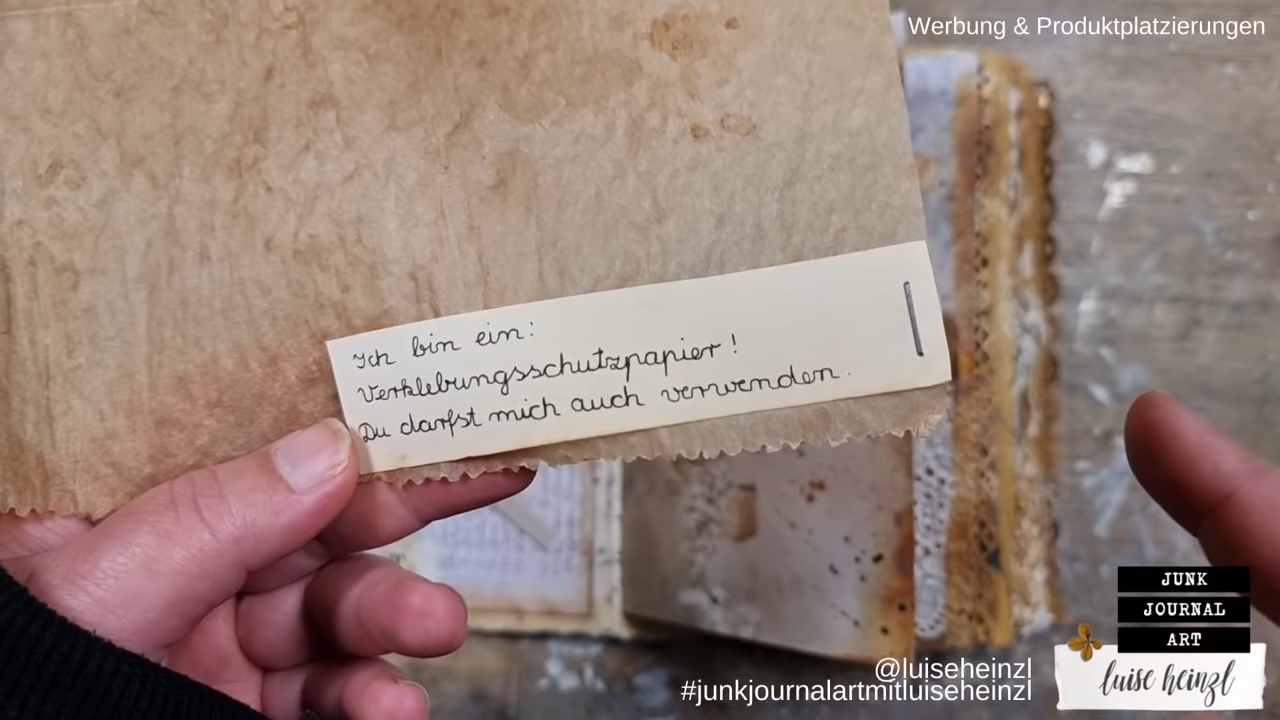 Werbung & Produktplatzierungen
Ich bin ein:
Verklebungsschutzpapier!
Du darfst mich auch verwenden.
JUNK
JOURNAL
ART
@luiseheinzl
#junkjournalartmitluiseheinzl
luise heinzl